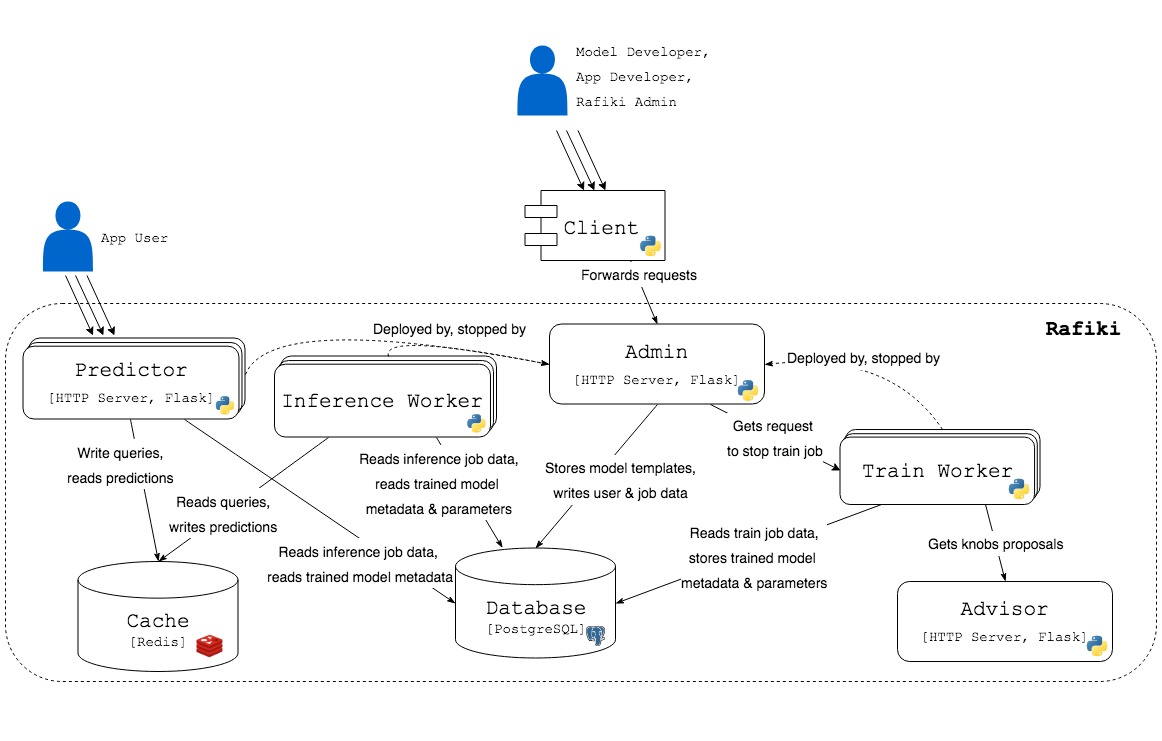 Model Developer,
App Developer,
Rafiki Admin
App User
Client
Forwards requests
Rafiki
Deployed by, stopped by
Predictor
[HTTP Server, Flask]
Inference Worker
Admin
[HTTP Server, Flask]
Deployed by, stopped by
Gets request
to stop train job
Train Worker
Write queries,
reads predictions
Reads queries,
writes predictions
Reads inference job data,
reads trained model
metadata & parameters
Stores model templates,
writes user & job data
Reads train job data,
stores trained model
metadata & parameters
Gets knobs proposals
Reads inference job data,
reads trained model metadata
Cache
[Redis]
Database
[PostgreSQL]
Advisor
[HTTP Server, Flask]